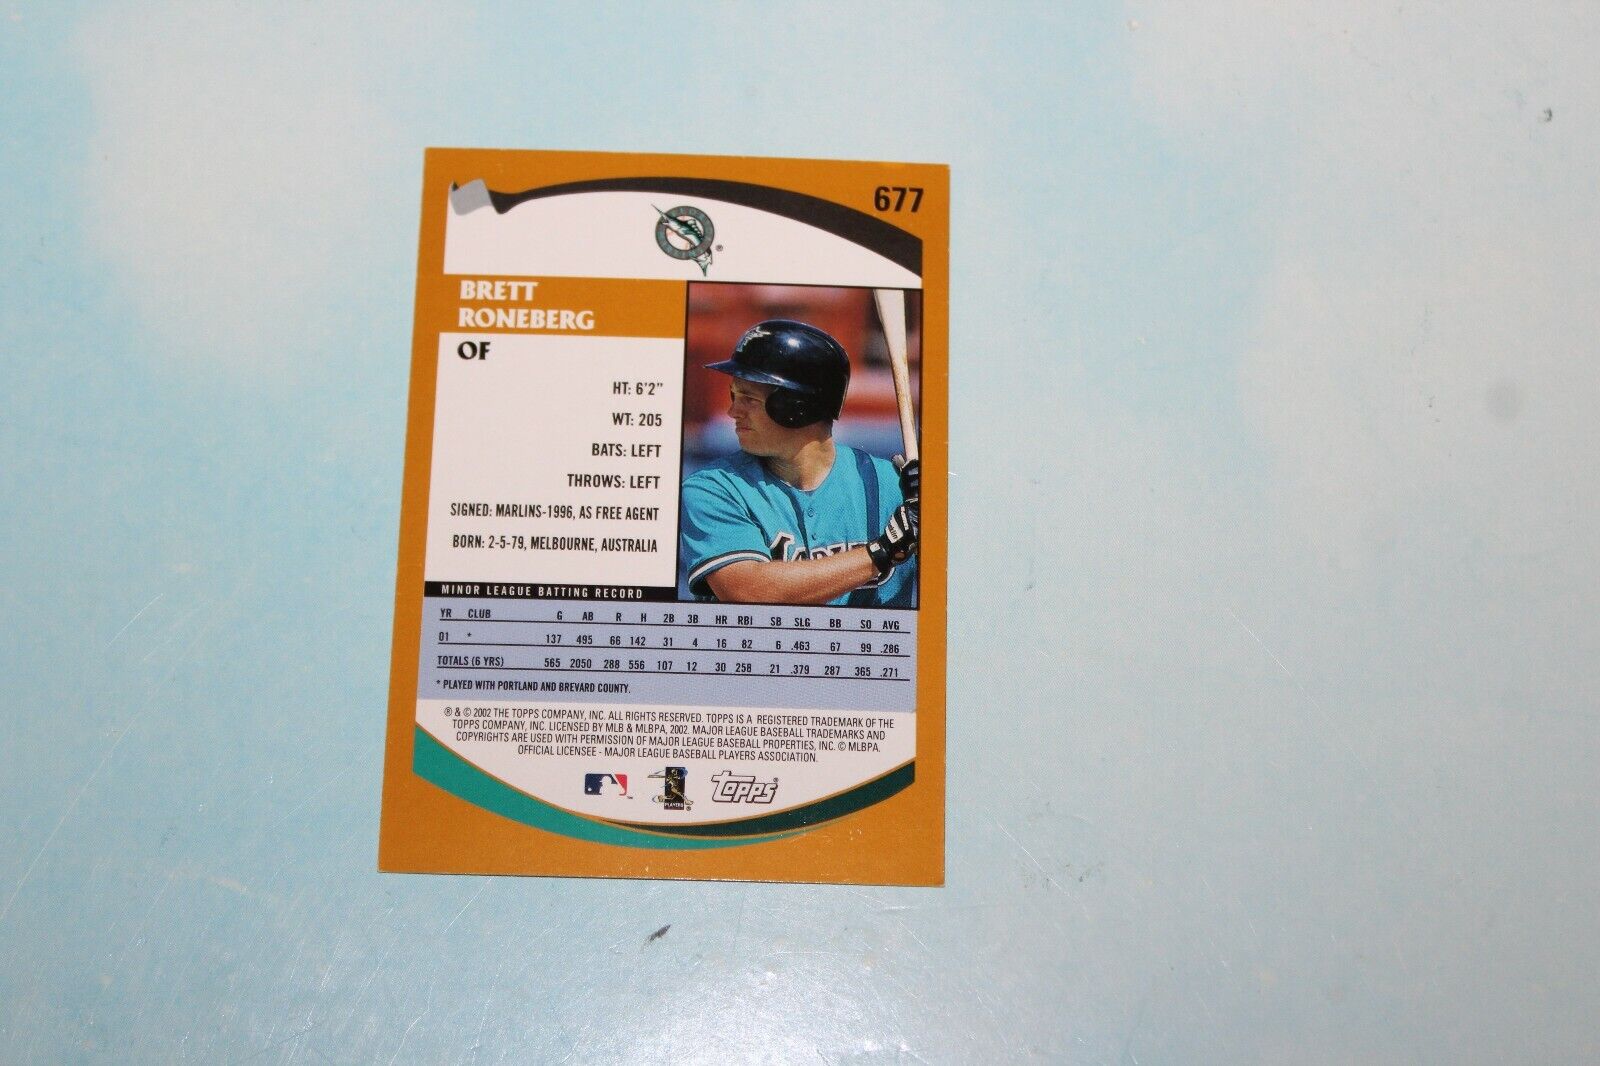 677
BRETT
RONEBERG
OF
HT: 6'2"
WT: 205
BATS: LEFT
THROWS: LEFT
SIGNED: MARLINS-1996, AS FREE AGENT
BORN: 2-5-79, MELBOURNE, AUSTRALIA
MINOR LEAGUE BATTING RECORD
YR CLUB G AB R H 2B 3B HR RBI SB SLG BB SO AVG
01 * 137 495 66 142 31 4 16 82 6 .463 67 99 .286
TOTALS (6 YRS) 565 2050 288 556 107 12 30 258 21 .379 287 365 .271
* PLAYED WITH PORTLAND AND BREVARD COUNTY.
® & © 2002 THE TOPPS COMPANY, INC. ALL RIGHTS RESERVED. TOPPS IS A REGISTERED TRADEMARK OF THE
TOPPS COMPANY, INC. LICENSED BY MLB & MLBPA, 2002. MAJOR LEAGUE BASEBALL TRADEMARKS AND
COPYRIGHTS ARE USED WITH PERMISSION OF MAJOR LEAGUE BASEBALL PROPERTIES, INC. © MLBPA.
OFFICIAL LICENSEE - MAJOR LEAGUE BASEBALL PLAYERS ASSOCIATION.
PLAYERS ®
Topps ®